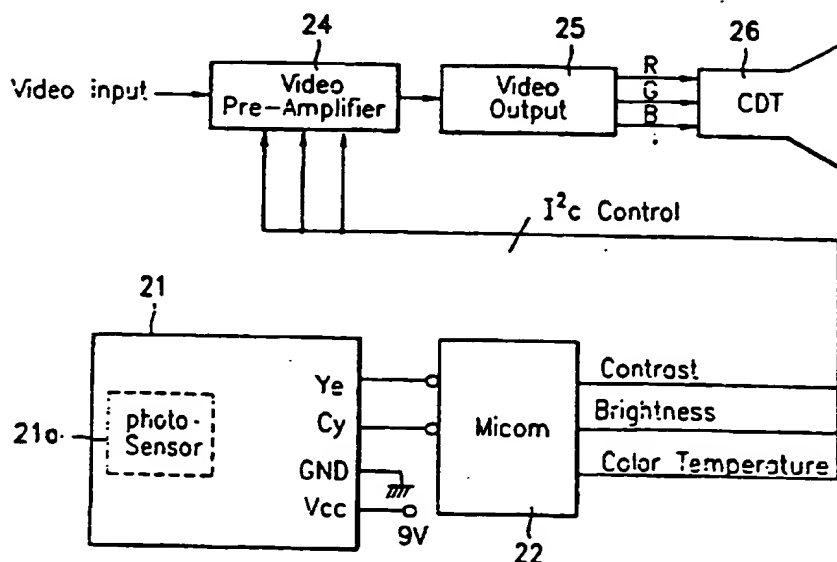 24
25
26
Video input
Video
Pre-Amplifier
Video
Output
R
G
B
CDT
I²c Control
21
21a
photo-
Sensor
Ye
Cy
GND
Vcc
9V
Micom
22
Contrast
Brightness
Color Temperature